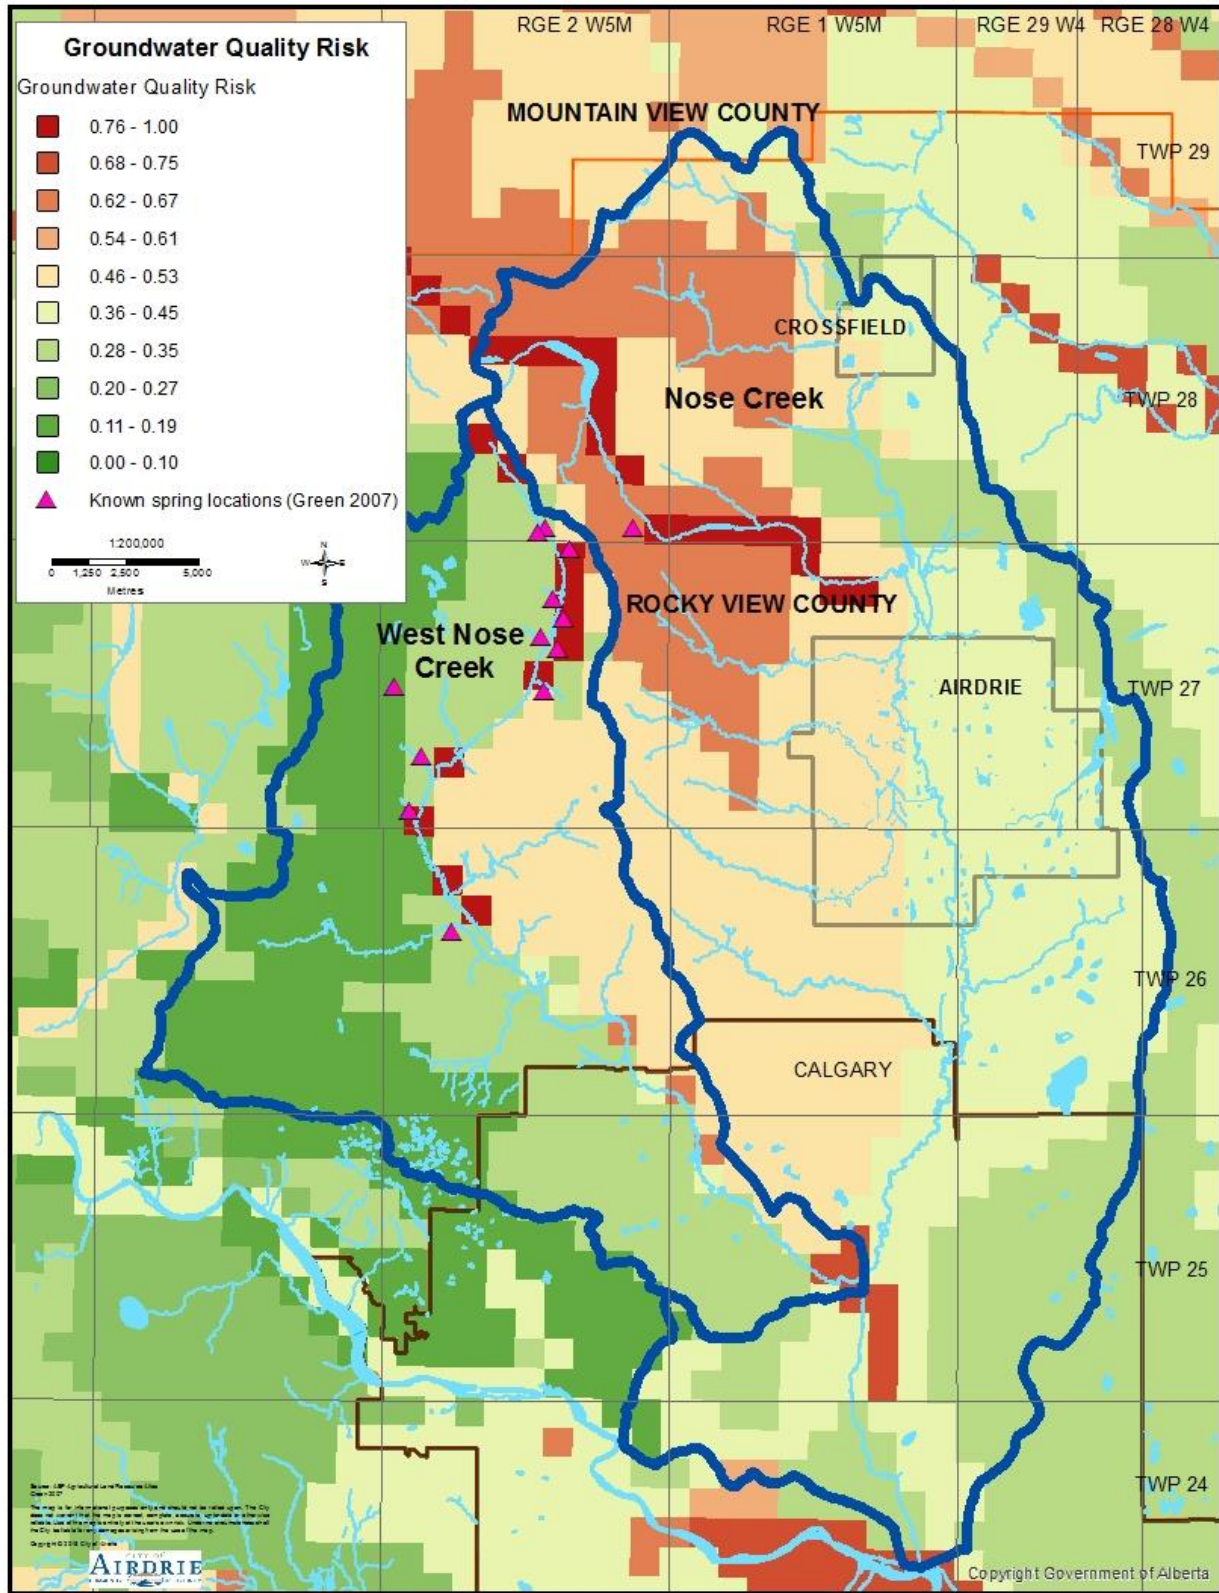 RGE 2 W5M
RGE 1 W5M
RGE 29 W4
RGE 28 W4
Groundwater Quality Risk
Groundwater Quality Risk
0.76 - 1.00
0.68 - 0.75
0.62 - 0.67
0.54 - 0.61
0.46 - 0.53
0.36 - 0.45
0.28 - 0.35
0.20 - 0.27
0.11 - 0.19
0.00 - 0.10
Known spring locations (Green 2007)
1:200,000
0 1,250 2,500 5,000
Metres
N
W E
S
MOUNTAIN VIEW COUNTY
TWP 29
CROSSFIELD
Nose Creek
TWP 28
ROCKY VIEW COUNTY
West Nose
Creek
AIRDRIE
TWP 27
TWP 26
CALGARY
TWP 25
TWP 24
CITY OF
AIRDRIE
Copyright Government of Alberta